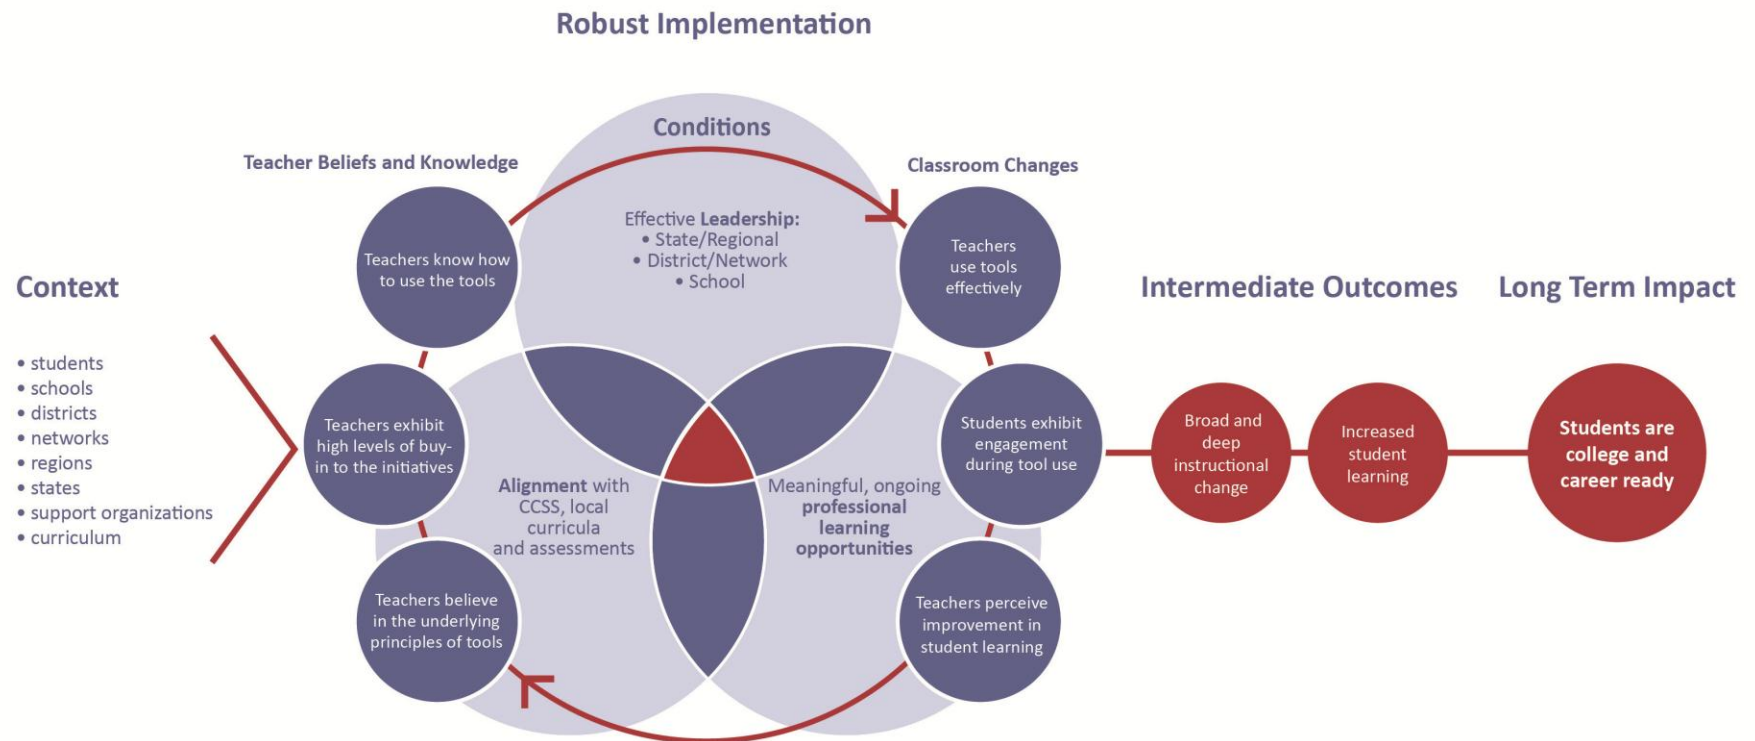 Robust Implementation
Context
• students
• schools
• districts
• networks
• regions
• states
• support organizations
• curriculum
Teacher Beliefs and Knowledge
Teachers know how
to use the tools
Teachers exhibit
high levels of buy-
in to the initiatives
Teachers believe
in the underlying
principles of tools
Conditions
Effective Leadership:
• State/Regional
• District/Network
• School
Alignment with
CCSS, local
curricula
and assessments
Meaningful, ongoing
professional
learning
opportunities
Classroom Changes
Teachers
use tools
effectively
Students exhibit
engagement
during tool use
Teachers perceive
improvement in
student learning
Intermediate Outcomes
Broad and
deep
instructional
change
Increased
student
learning
Long Term Impact
Students are
college and
career ready